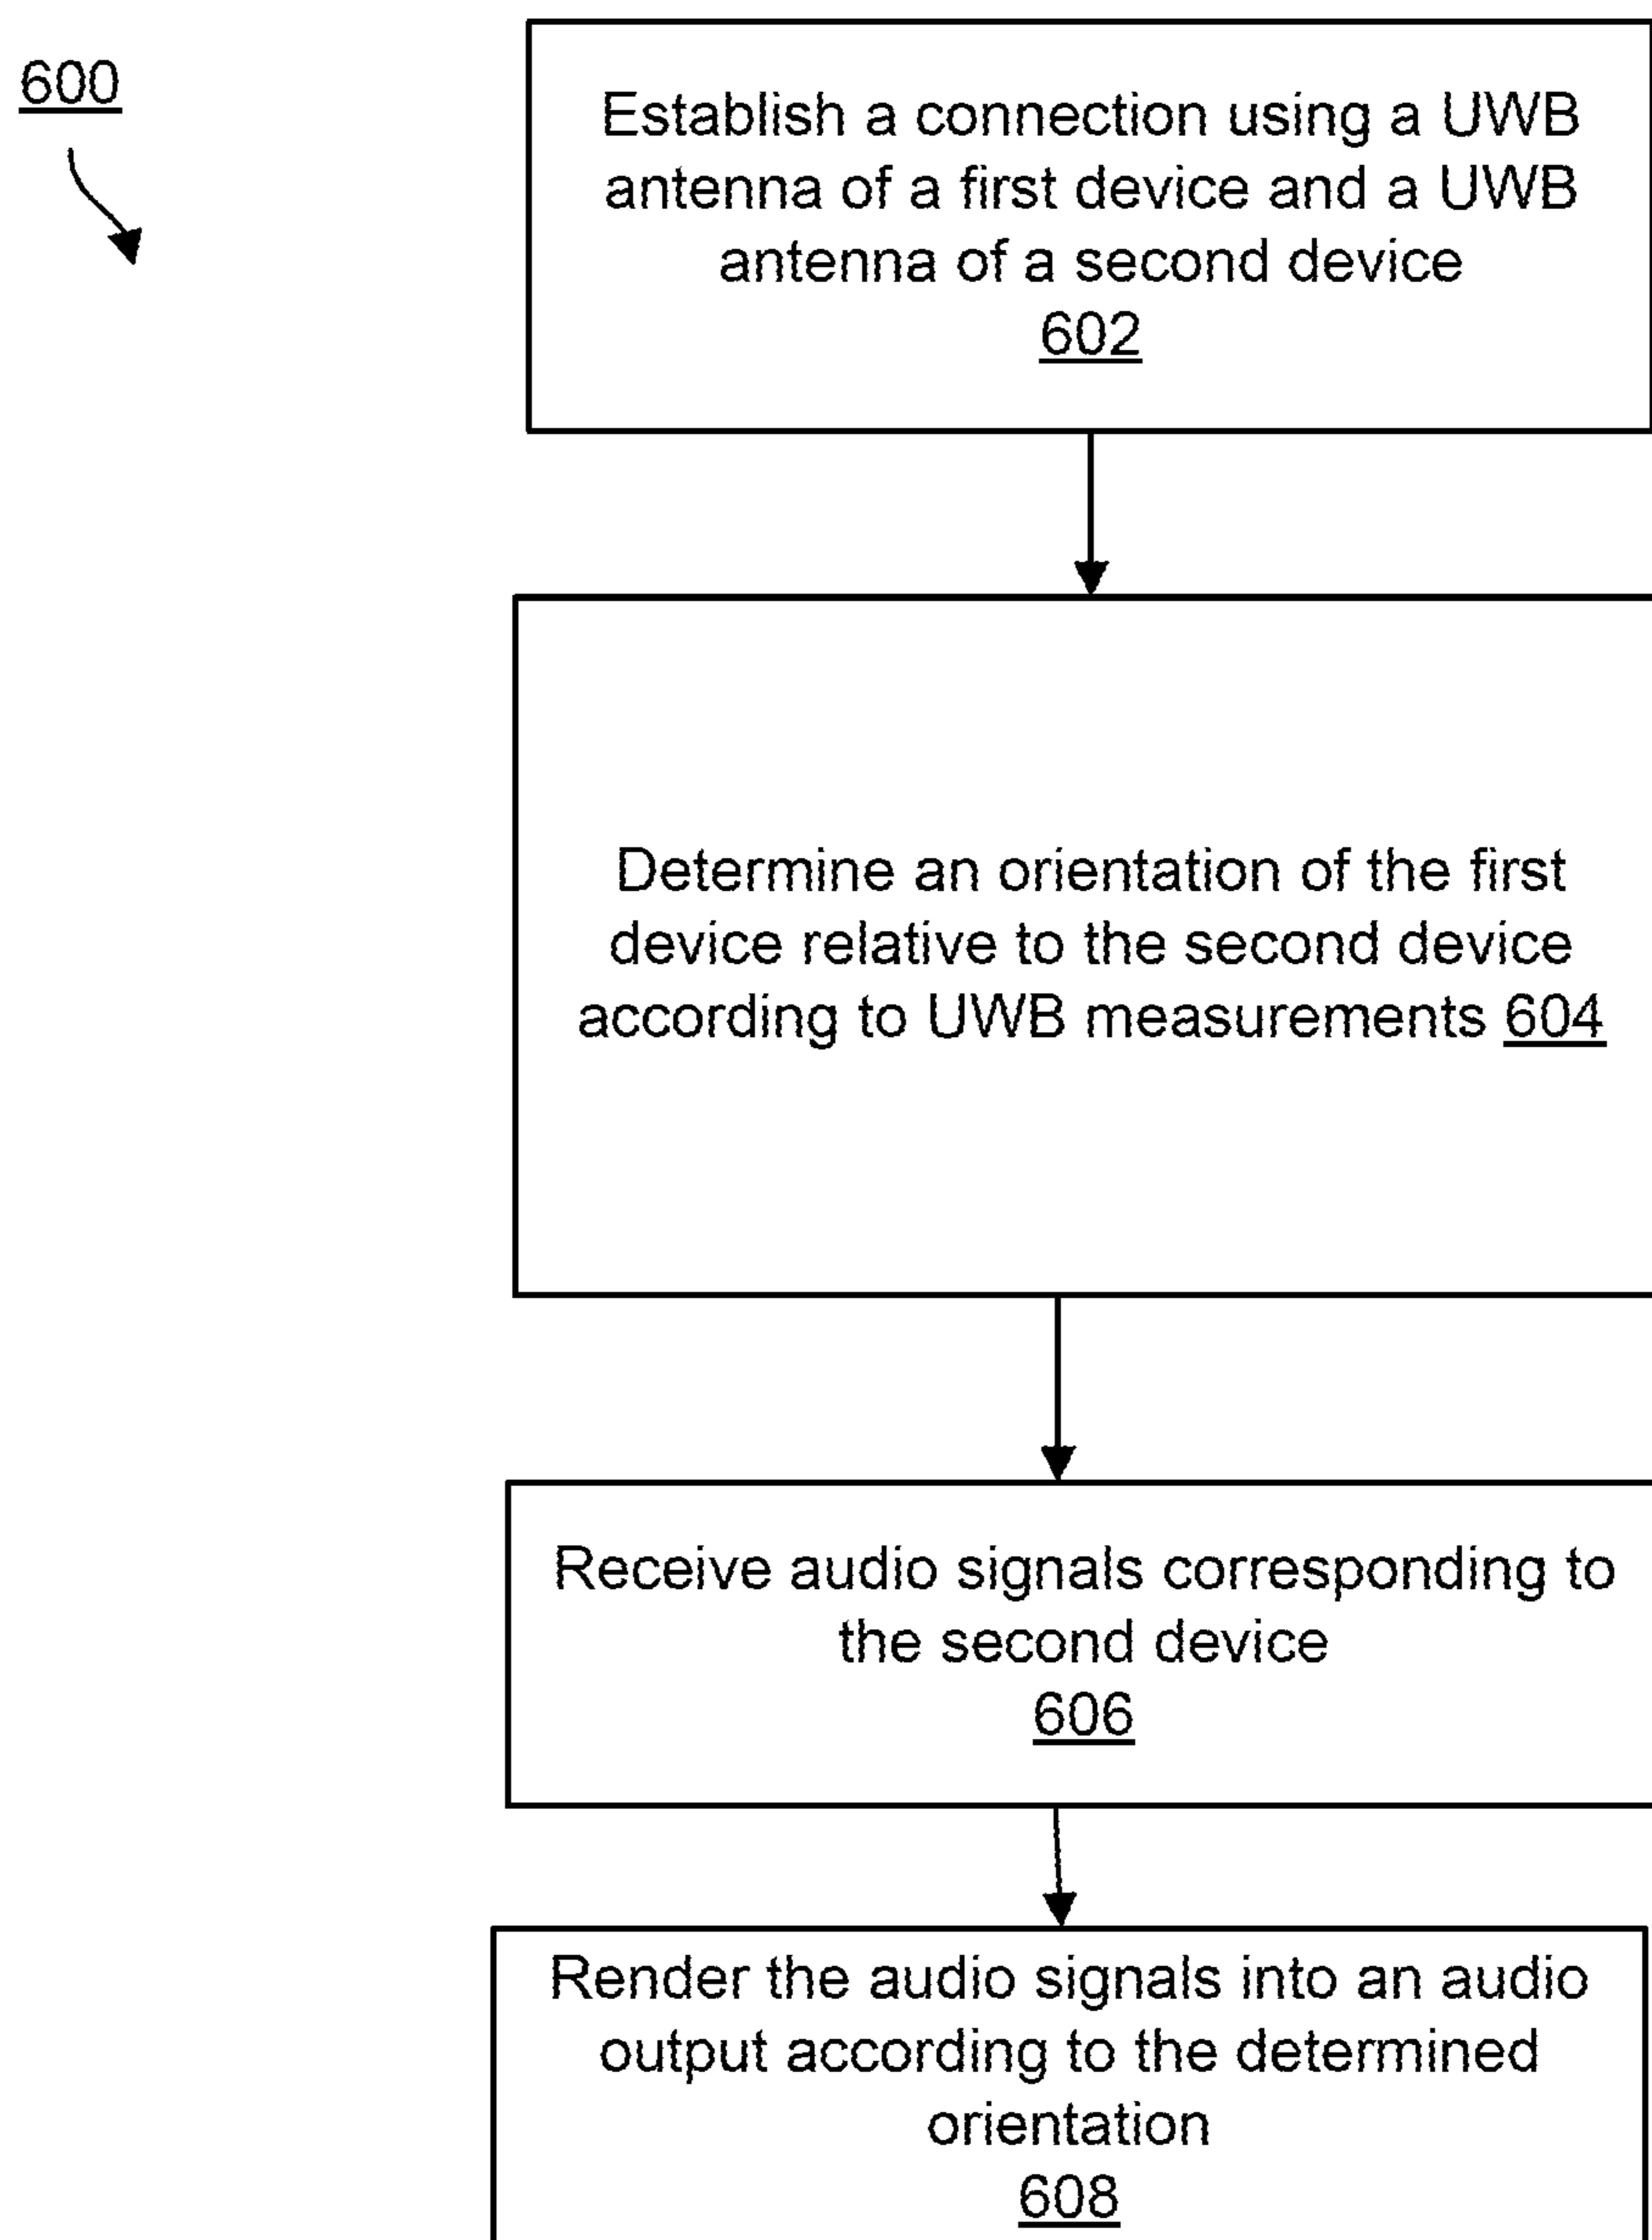 600
Establish a connection using a UWB
antenna of a first device and a UWB
antenna of a second device
602
Determine an orientation of the first
device relative to the second device
according to UWB measurements 604
Receive audio signals corresponding to
the second device
606
Render the audio signals into an audio
output according to the determined
orientation
608